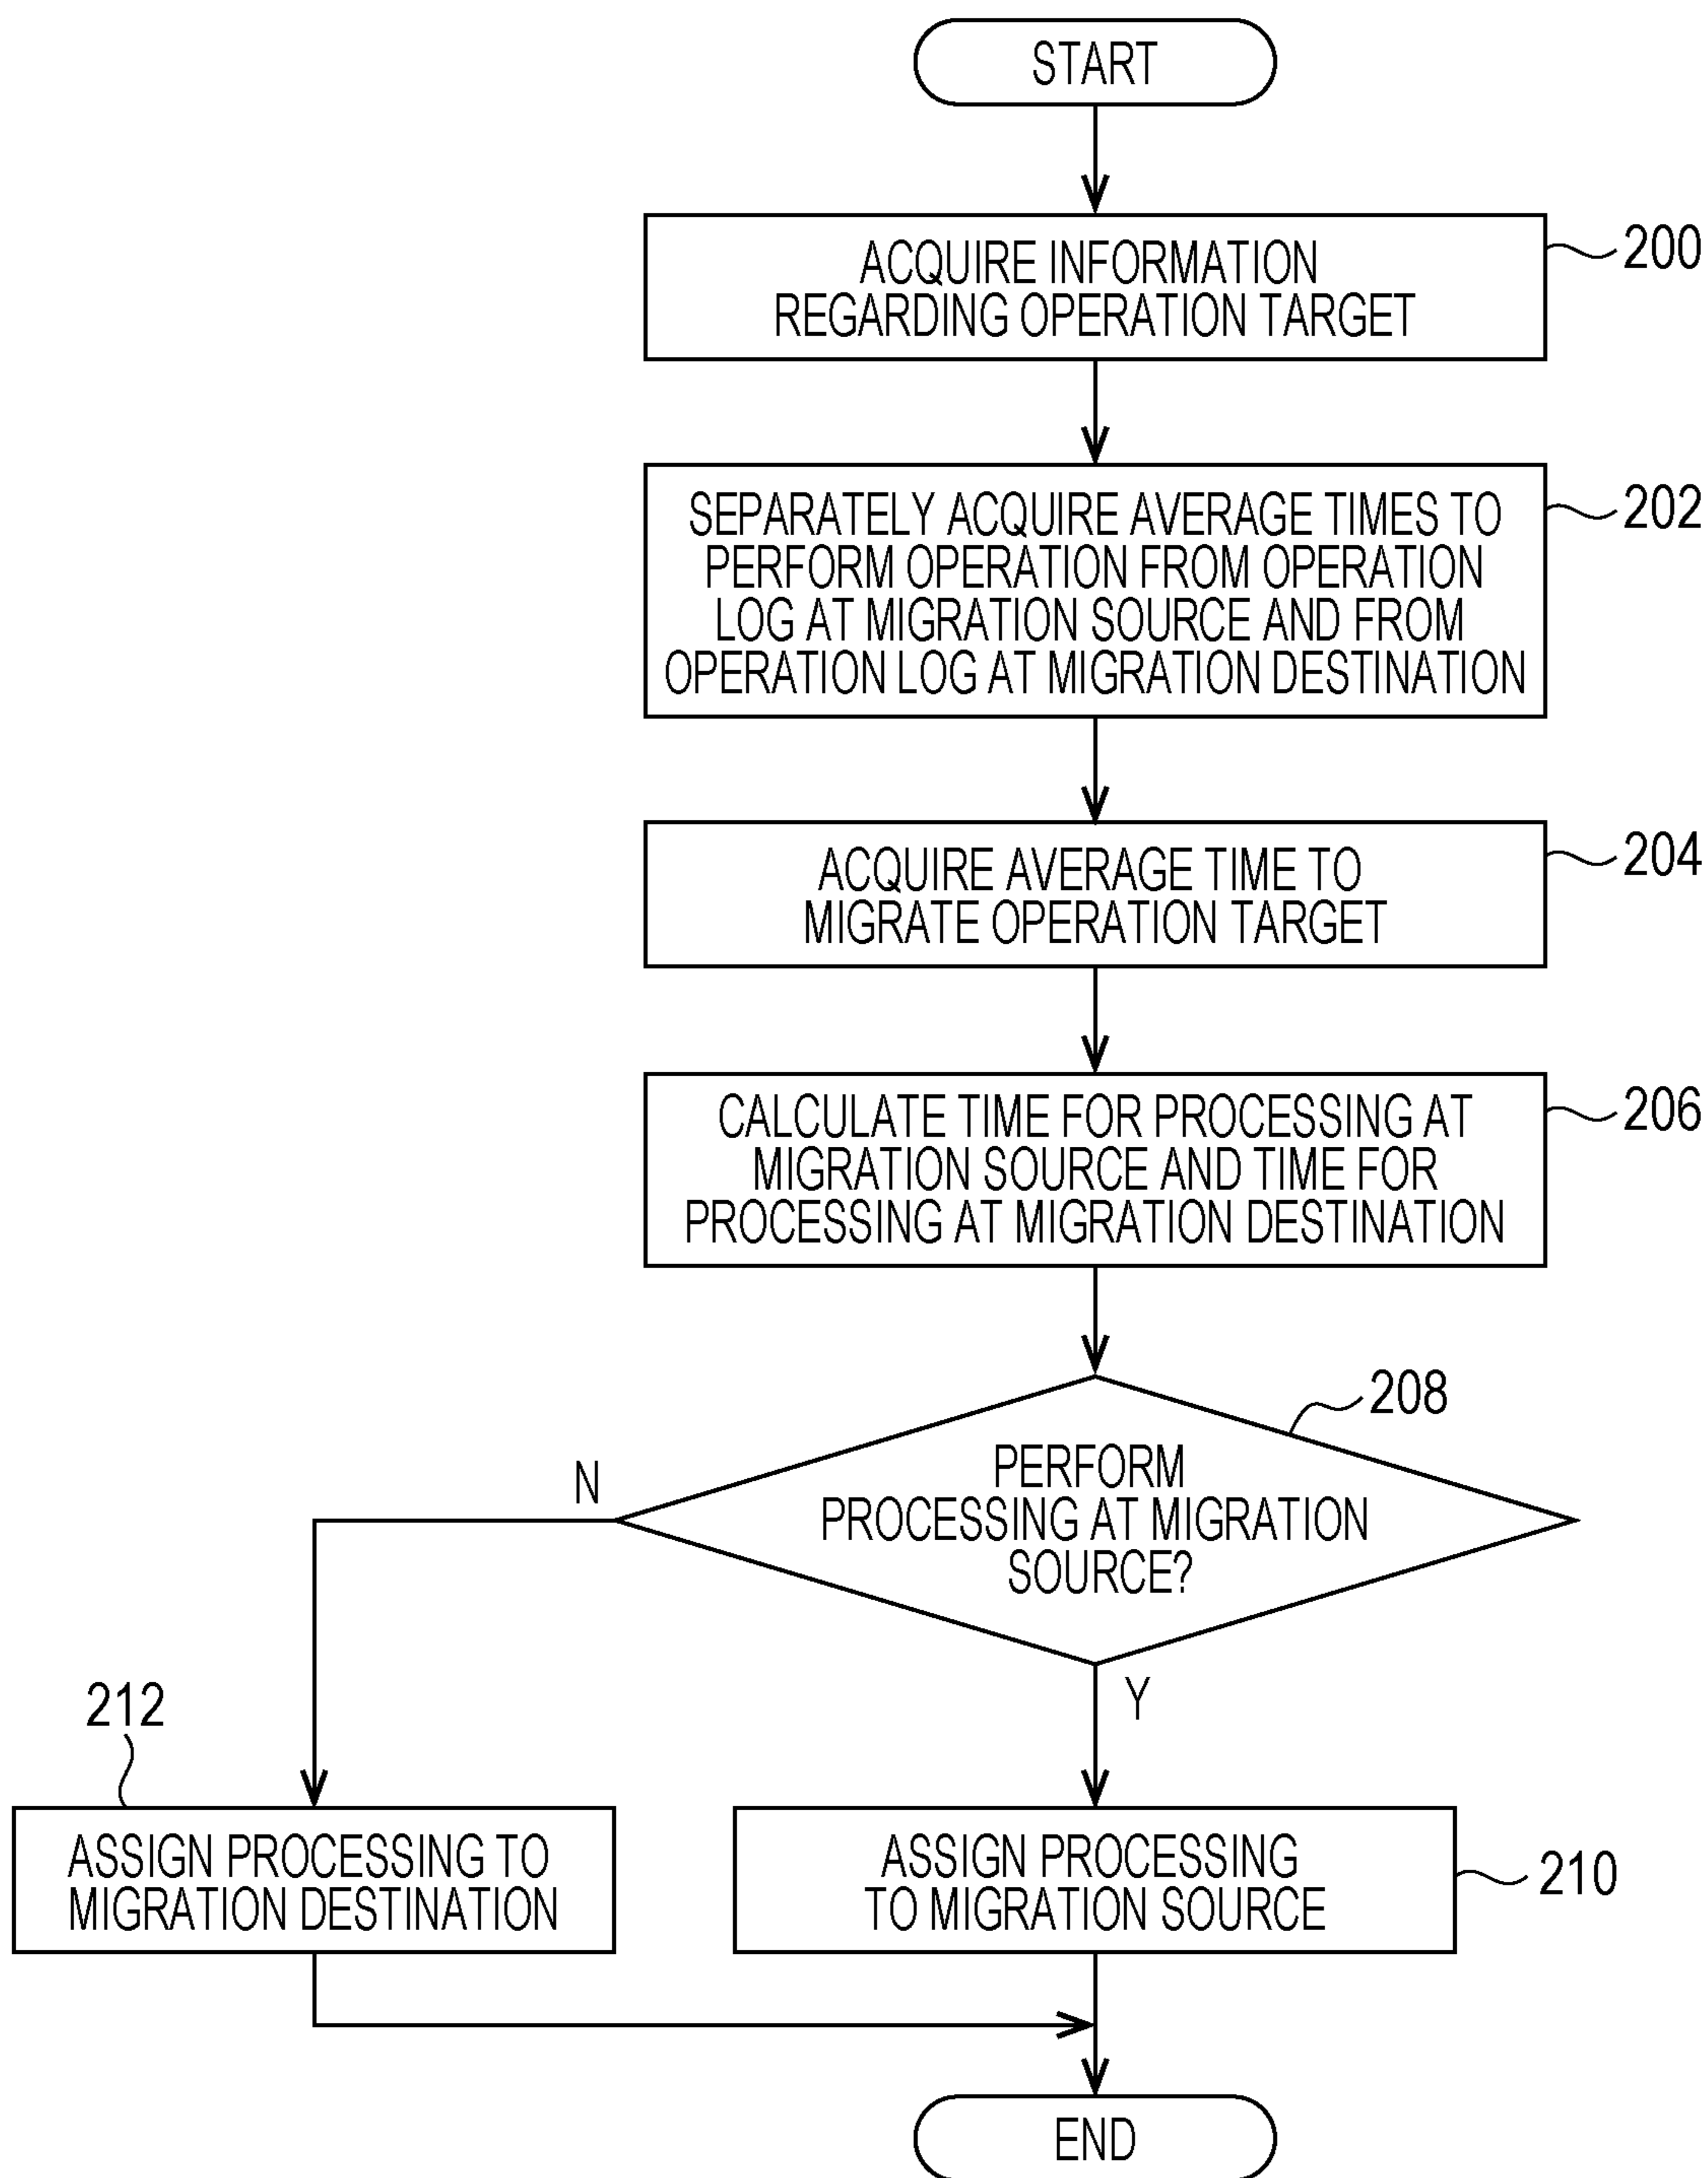 START
ACQUIRE INFORMATION
REGARDING OPERATION TARGET
200
SEPARATELY ACQUIRE AVERAGE TIMES TO
PERFORM OPERATION FROM OPERATION
LOG AT MIGRATION SOURCE AND FROM
OPERATION LOG AT MIGRATION DESTINATION
202
ACQUIRE AVERAGE TIME TO
MIGRATE OPERATION TARGET
204
CALCULATE TIME FOR PROCESSING AT
MIGRATION SOURCE AND TIME FOR
PROCESSING AT MIGRATION DESTINATION
206
208
PERFORM
PROCESSING AT MIGRATION
SOURCE?
N
Y
212
ASSIGN PROCESSING TO
MIGRATION DESTINATION
ASSIGN PROCESSING
TO MIGRATION SOURCE
210
END